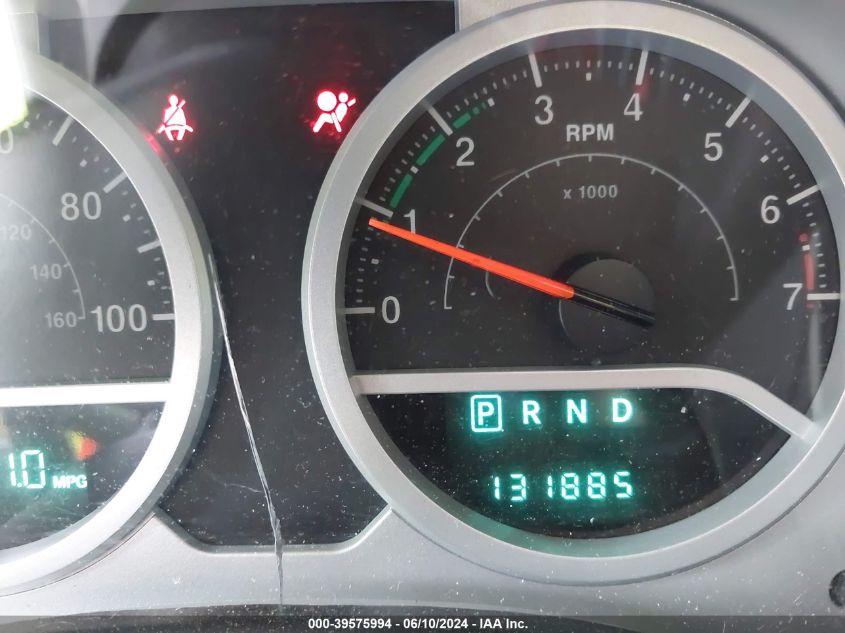 3 4
2 RPM 5
80 1 x 1000 6
120
140
160 100 0 7
P R N D
1.0 MPG 131885
000-39575994 - 06/10/2024 - IAA Inc.